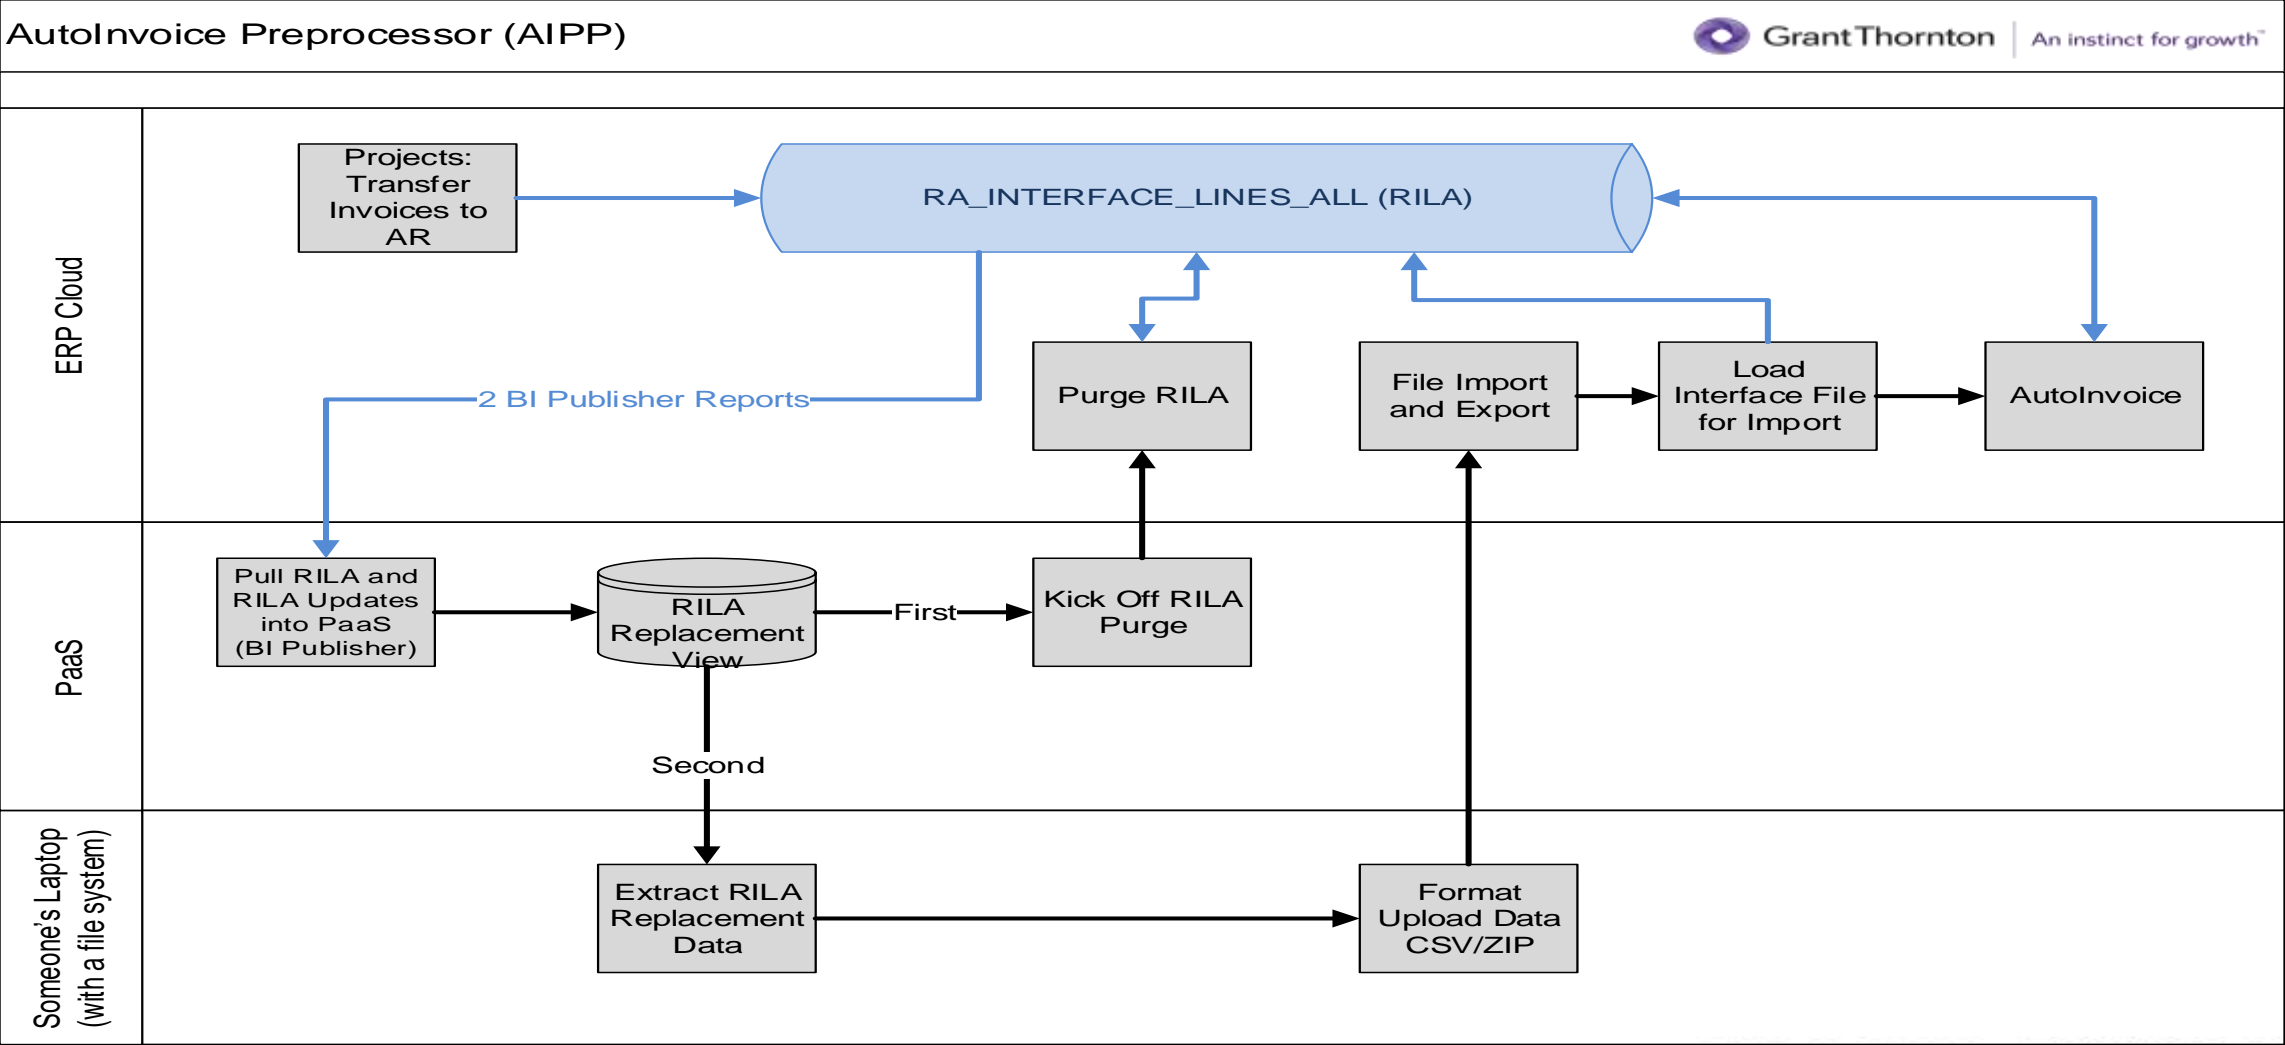 AutoInvoice Preprocessor (AIPP)
Grant Thornton
An instinct for growth™
ERP Cloud
Projects:
Transfer
Invoices to
AR
RA_INTERFACE_LINES_ALL (RILA)
2 BI Publisher Reports
Purge RILA
File Import
and Export
Load
Interface File
for Import
AutoInvoice
PaaS
Pull RILA and
RILA Updates
into PaaS
(BI Publisher)
RILA
Replacement
View
First
Kick Off RILA
Purge
Second
Someone's Laptop
(with a file system)
Extract RILA
Replacement
Data
Format
Upload Data
CSV/ZIP